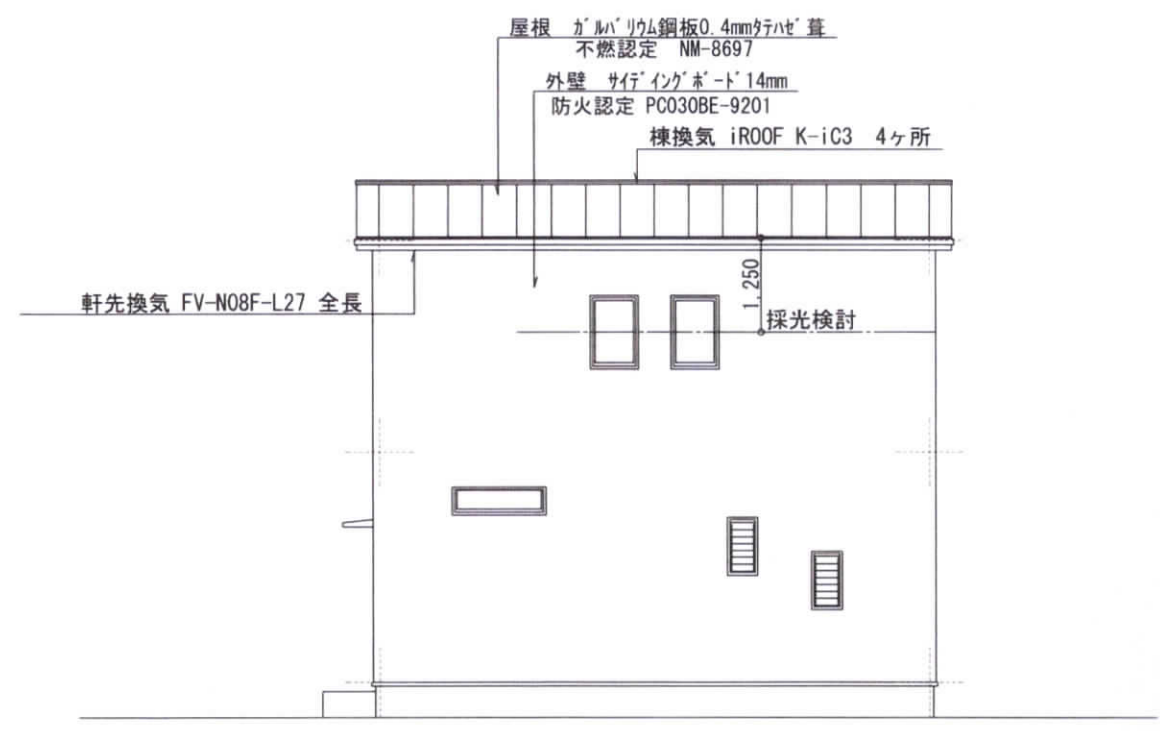 屋根　ｶﾞﾙﾊﾞﾘｳﾑ鋼板0.4mmﾀﾃﾊｾﾞ葺
不燃認定　NM-8697
外壁　ｻｲﾃﾞｨﾝｸﾞﾎﾞｰﾄﾞ14mm
防火認定 PC030BE-9201
棟換気 iROOF K-iC3　4ヶ所
軒先換気 FV-N08F-L27 全長
1,250
採光検討